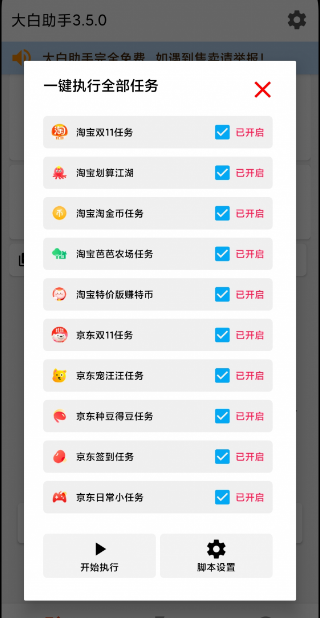 大白助手3.5.0
大白助手完全免费，如遇到售卖请举报！
一键执行全部任务
淘宝双11任务 已开启
淘宝划算江湖 已开启
淘宝淘金币任务 已开启
淘宝芭芭农场任务 已开启
淘宝特价版赚特币 已开启
京东双11任务 已开启
京东宠汪汪任务 已开启
京东种豆得豆任务 已开启
京东签到任务 已开启
京东日常小任务 已开启
开始执行 脚本设置